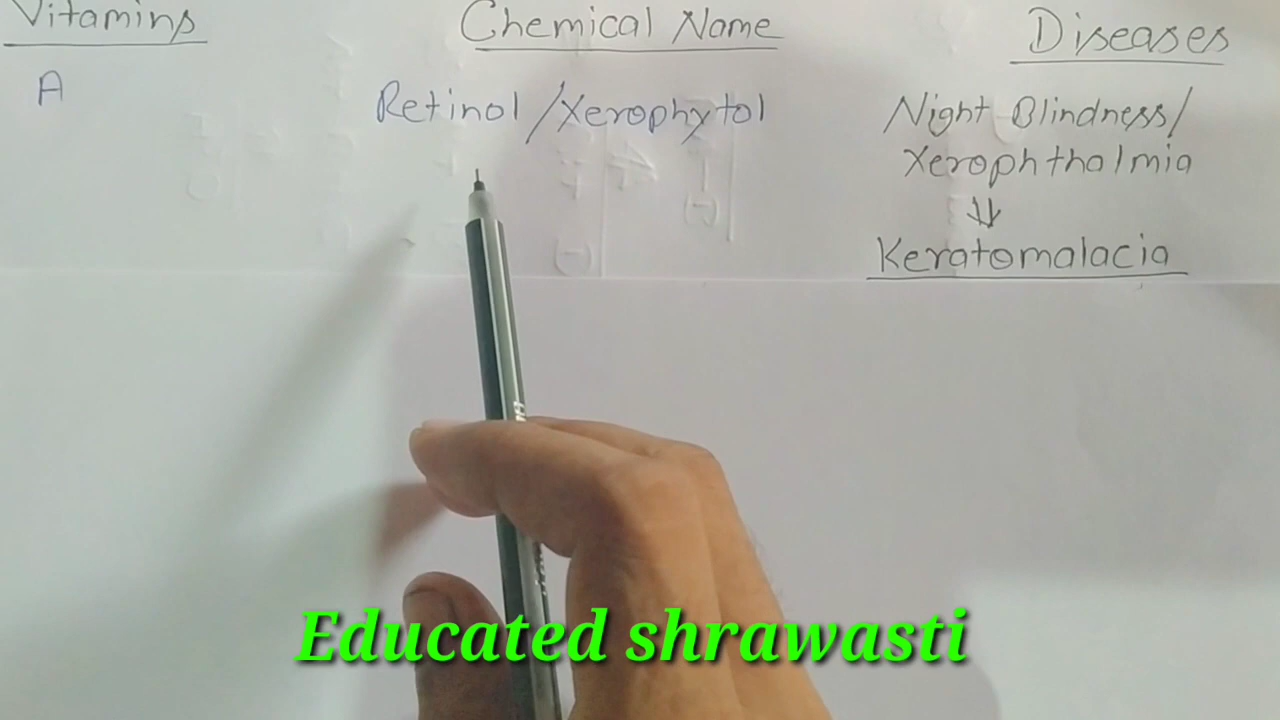 Vitamins Chemical Name Diseases
A Retinol/Xerophytol Night Blindness/
Xerophthalmia
⇓
Keratomalacia
Educated shrawasti